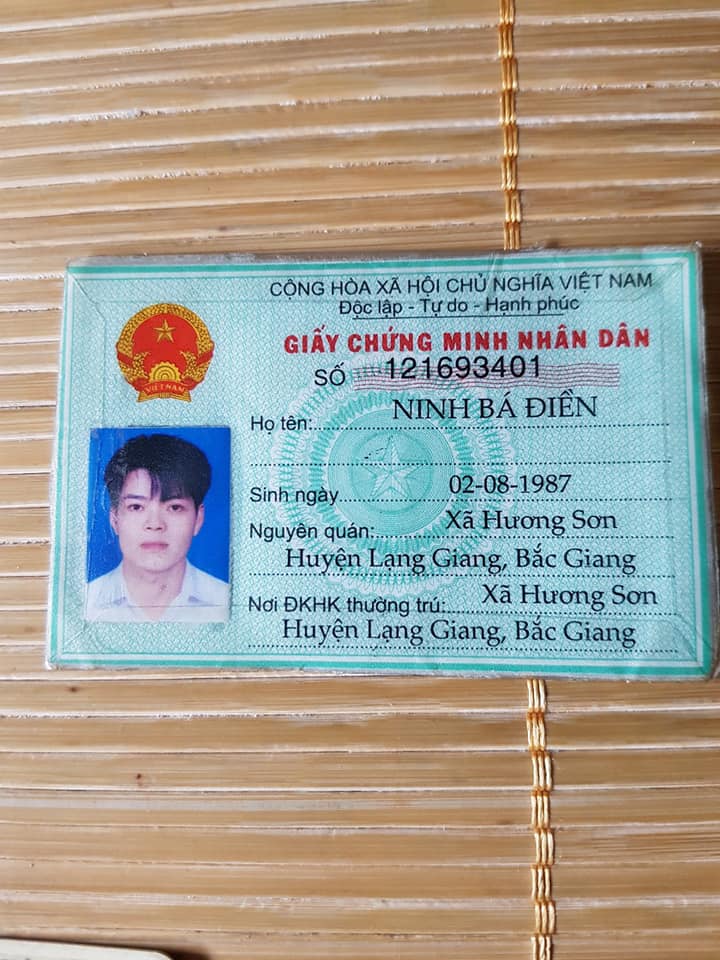 CỘNG HÒA XÃ HỘI CHỦ NGHĨA VIỆT NAM
Độc lập - Tự do - Hạnh phúc
GIẤY CHỨNG MINH NHÂN DÂN
SỐ 121693401
Họ tên: NINH BÁ ĐIỀN
Sinh ngày 02-08-1987
Nguyên quán: Xã Hương Sơn
Huyện Lạng Giang, Bắc Giang
Nơi ĐKHK thường trú: Xã Hương Sơn
Huyện Lạng Giang, Bắc Giang
VIỆT NAM